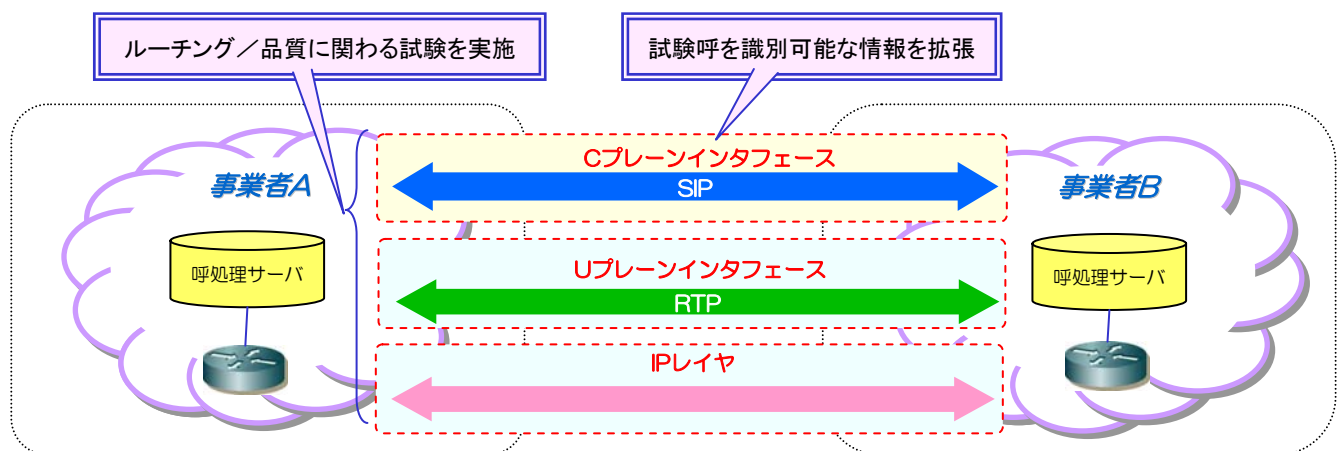 ルーチング／品質に関わる試験を実施
試験呼を識別可能な情報を拡張
Cプレーンインタフェース
SIP
事業者A
事業者B
呼処理サーバ
呼処理サーバ
Uプレーンインタフェース
RTP
IPレイヤ